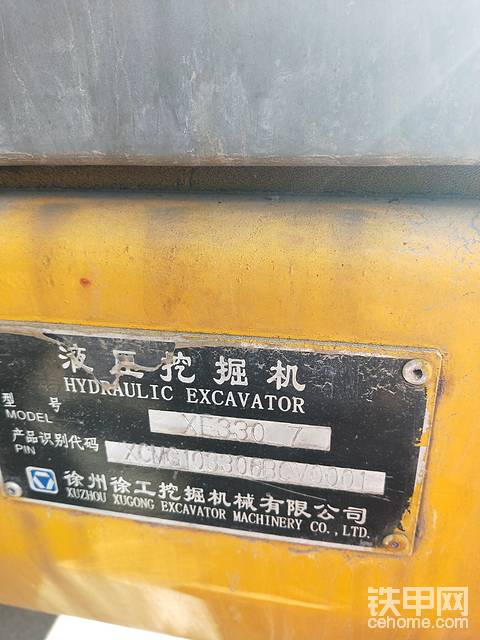 液压挖掘机
HYDRAULIC EXCAVATOR
型号 XE330 7
MODEL
产品识别代码
PIN
徐州徐工挖掘机械有限公司
XUZHOU XUGONG EXCAVATOR MACHINERY CO., LTD.
铁甲网
cehome.com